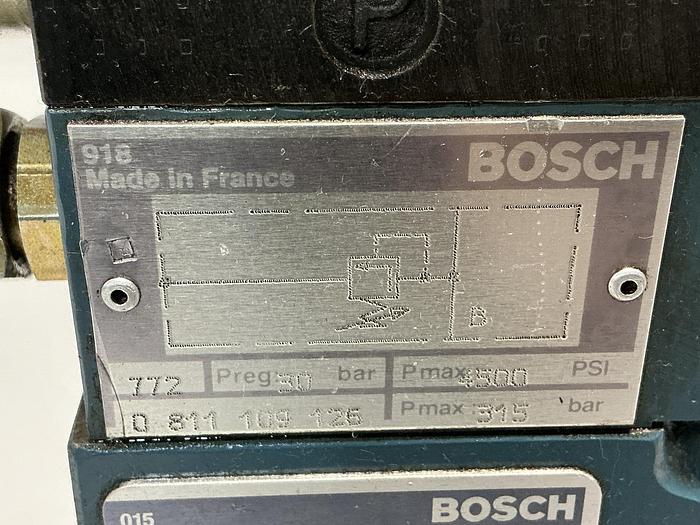 P
918
BOSCH
Made in France
B
772
Preg 30 bar
Pmax 4500 PSI
0 811 109 126
Pmax 315 bar
015
BOSCH